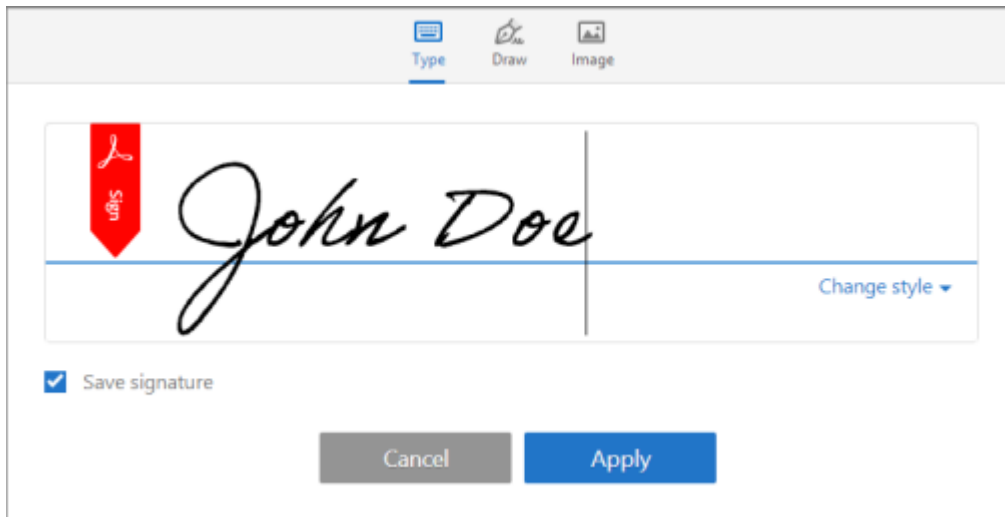 Type Draw Image
Sign
John Doe
Change style
Save signature
Cancel Apply